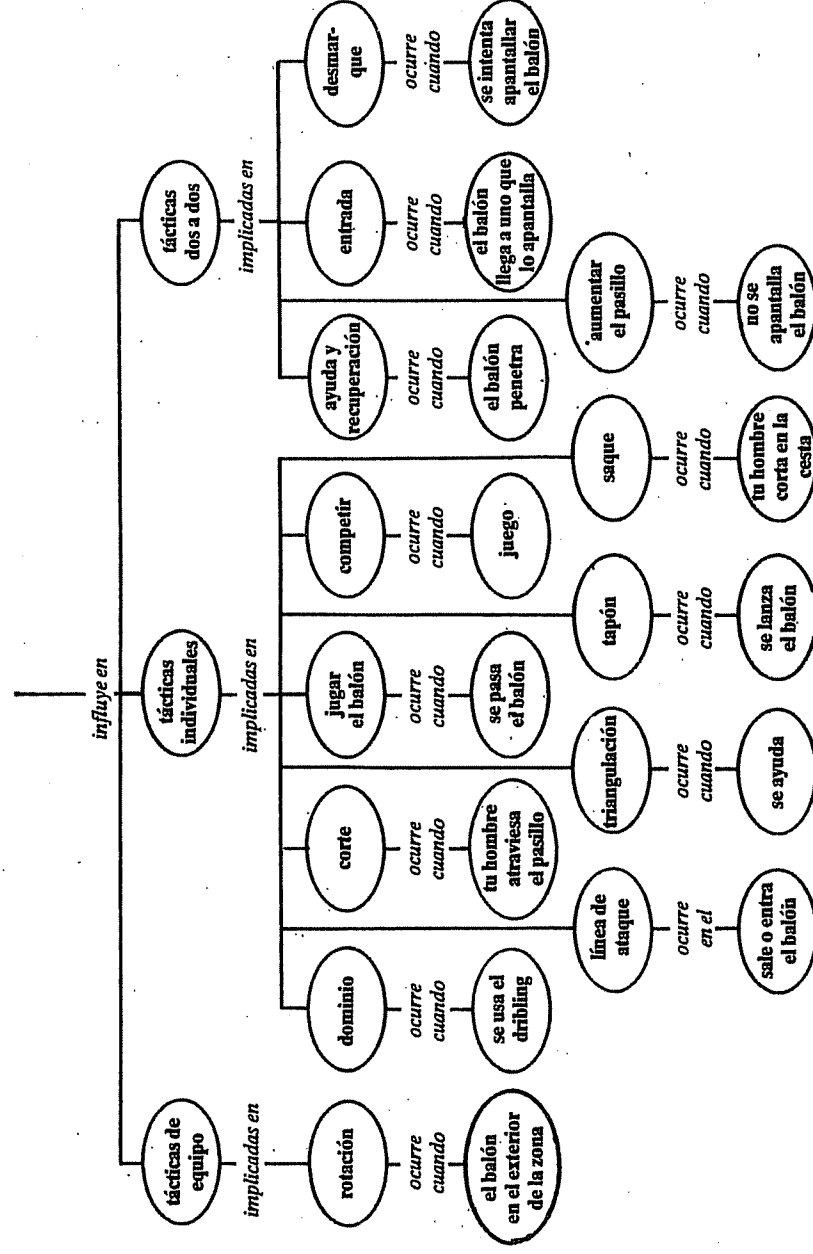 influye en
tácticas de
equipo
tácticas
individuales
tácticas
dos a dos
implicadas en
implicadas en
implicadas en
rotación
dominio
corte
jugar
el balón
competir
ayuda y
recuperación
entrada
desmar-
que
ocurre
cuando
ocurre
cuando
ocurre
cuando
ocurre
cuando
ocurre
cuando
ocurre
cuando
ocurre
cuando
ocurre
cuando
el balón
en el exterior
de la zona
se usa el
dribling
tu hombre
atraviesa
el pasillo
se pasa
el balón
juego
el balón
penetra
el balón
llega a uno que
lo apantalla
se intenta
apantallar
el balón
línea de
ataque
triangulación
tapón
saque
aumentar
el pasillo
ocurre
en el
ocurre
cuando
ocurre
cuando
ocurre
cuando
ocurre
cuando
sale o entra
el balón
se ayuda
se lanza
el balón
tu hombre
corta en la
cesta
no se
apantalla
el balón